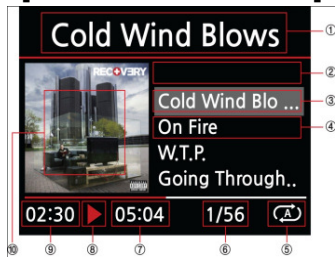 Cold Wind Blows
①
RECOVERY
②
Cold Wind Blo ...
③
On Fire
④
W.T.P.
Going Through..
02:30
05:04
1/56
A
⑩
⑨
⑧
⑦
⑥
⑤